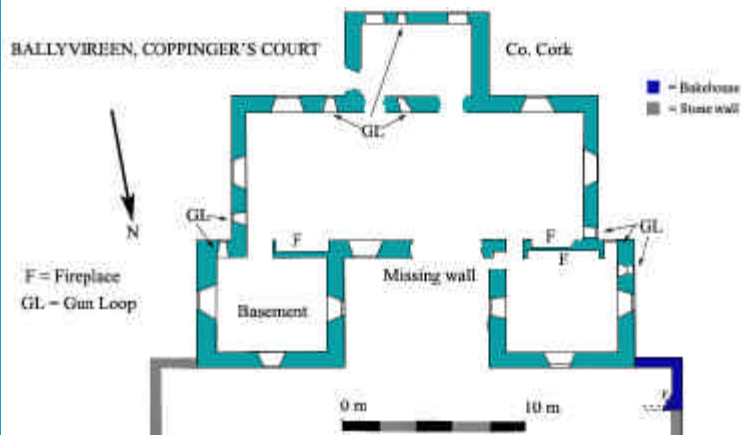 BALLYVIREEN, COPPINGER'S COURT
Co. Cork
= Bakehouse
= Stone wall
GL
N
GL
GL
F
F
F
F = Fireplace
GL = Gun Loop
Missing wall
Basement
0 m
10 m